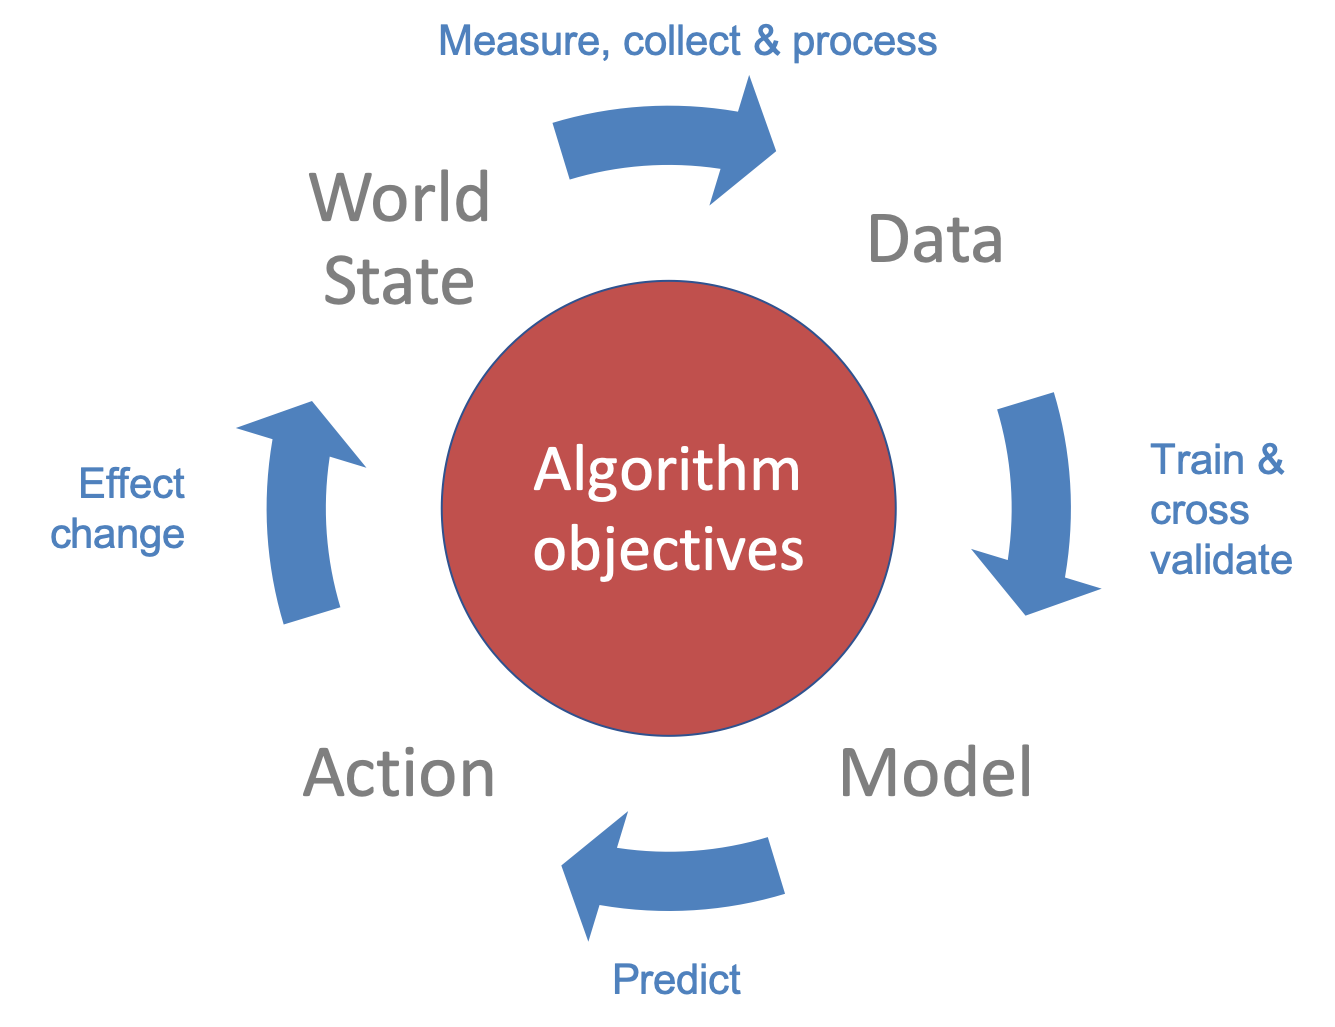 Measure, collect & process
World
State
Data
Algorithm
objectives
Train &
cross
validate
Effect
change
Action
Model
Predict